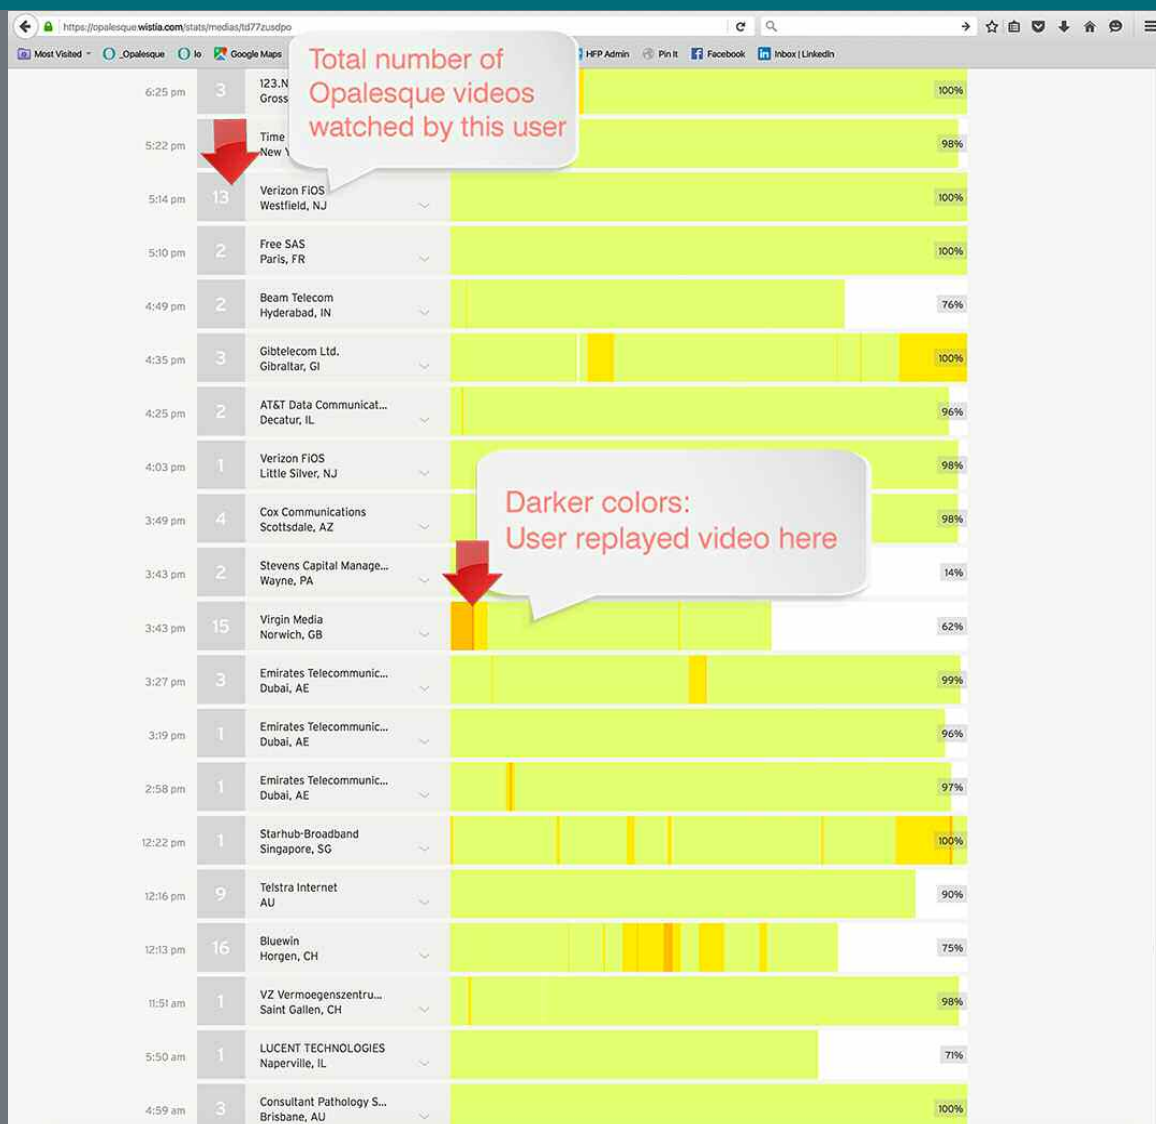 https://opalesque.wistia.com/stats/medias/td77zusdpo
Most Visited
_Opalesque
Io
Google Maps
HFP Admin
Pin It
Facebook
Inbox | LinkedIn
Total number of
Opalesque videos
watched by this user
6:25 pm 3 123.N 100%
Gross
5:22 pm Time 98%
New
5:14 pm 13 Verizon FiOS 100%
Westfield, NJ
5:10 pm 2 Free SAS 100%
Paris, FR
4:49 pm 2 Beam Telecom 76%
Hyderabad, IN
4:35 pm 3 Gibtelecom Ltd. 100%
Gibraltar, GI
4:25 pm 2 AT&T Data Communicat... 96%
Decatur, IL
4:03 pm 1 Verizon FiOS 98%
Little Silver, NJ
3:49 pm 4 Cox Communications 98%
Scottsdale, AZ
Darker colors:
User replayed video here
3:43 pm 2 Stevens Capital Manage... 14%
Wayne, PA
3:43 pm 15 Virgin Media 62%
Norwich, GB
3:27 pm 3 Emirates Telecommunic... 99%
Dubai, AE
3:19 pm 1 Emirates Telecommunic... 96%
Dubai, AE
2:58 pm 1 Emirates Telecommunic... 97%
Dubai, AE
12:22 pm 1 Starhub-Broadband 100%
Singapore, SG
12:16 pm 9 Telstra Internet 90%
AU
12:13 pm 16 Bluewin 75%
Horgen, CH
11:51 am 1 VZ Vermoegenszentru... 98%
Saint Gallen, CH
5:50 am 1 LUCENT TECHNOLOGIES 71%
Naperville, IL
4:59 am 3 Consultant Pathology S... 100%
Brisbane, AU